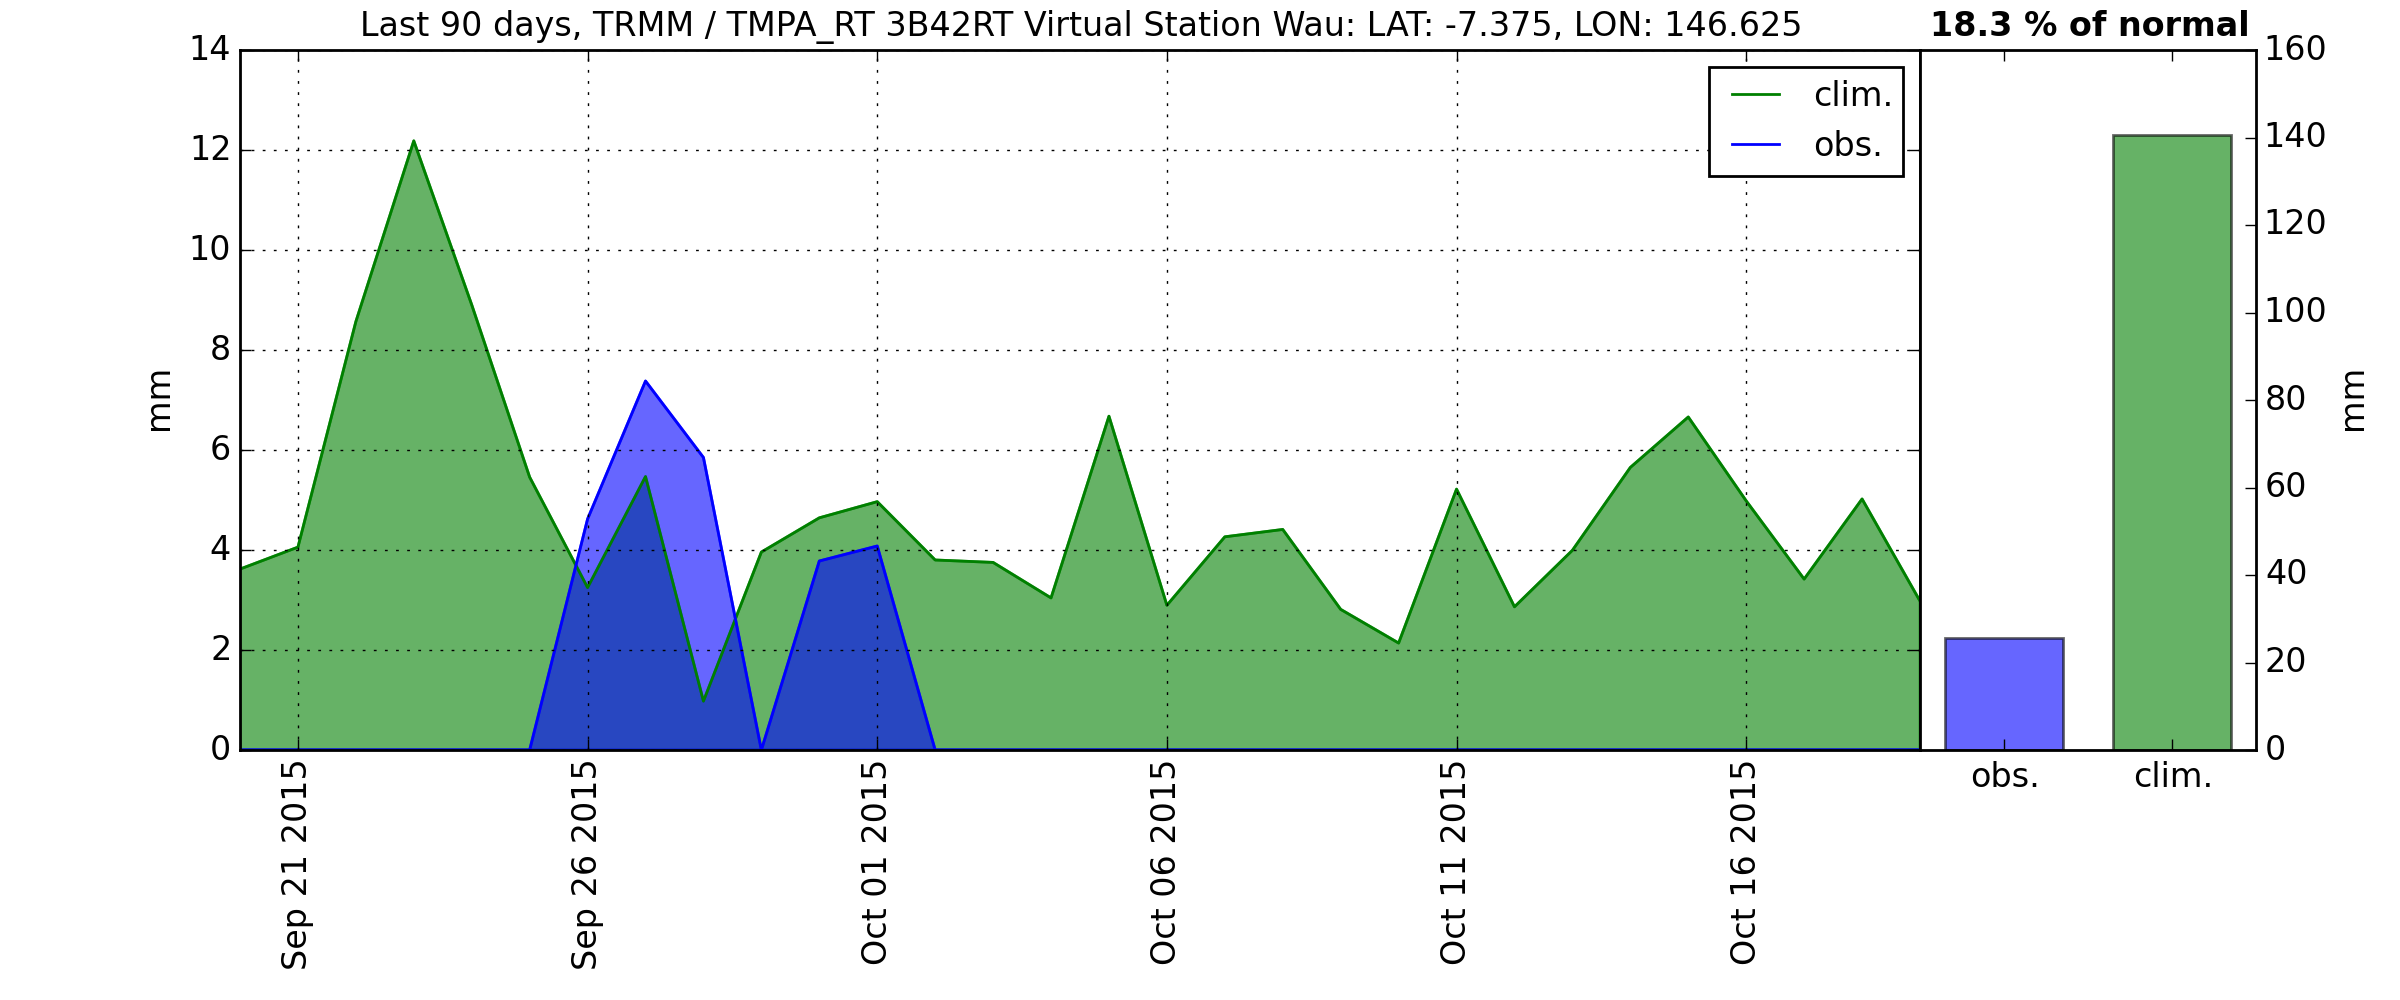 Last 90 days, TRMM / TMPA_RT 3B42RT Virtual Station Wau: LAT: -7.375, LON: 146.625
18.3 % of normal
14
12
10
8
6
4
2
0
mm
clim.
obs.
Sep 21 2015
Sep 26 2015
Oct 01 2015
Oct 06 2015
Oct 11 2015
Oct 16 2015
160
140
120
100
80
60
40
20
0
mm
obs.
clim.